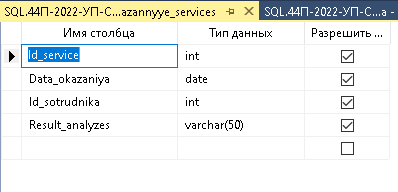 SQL.44П-2022-УП-С...azannyye_services
SQL.44П-2022-УП-С...a -
Имя столбца Тип данных Разрешить ...
Id_service int
Data_okazaniya date
Id_sotrudnika int
Result_analyzes varchar(50)